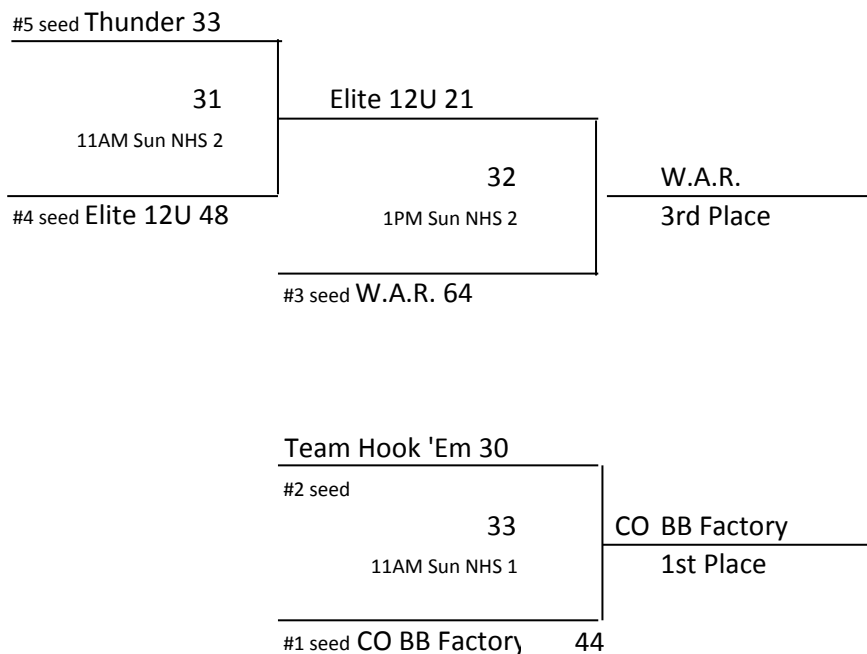 #5 seed Thunder 33
31
Elite 12U 21
11AM Sun NHS 2
32
W.A.R.
#4 seed Elite 12U 48
1PM Sun NHS 2
3rd Place
#3 seed W.A.R. 64
Team Hook 'Em 30
#2 seed
33
CO BB Factory
11AM Sun NHS 1
1st Place
#1 seed CO BB Factory 44